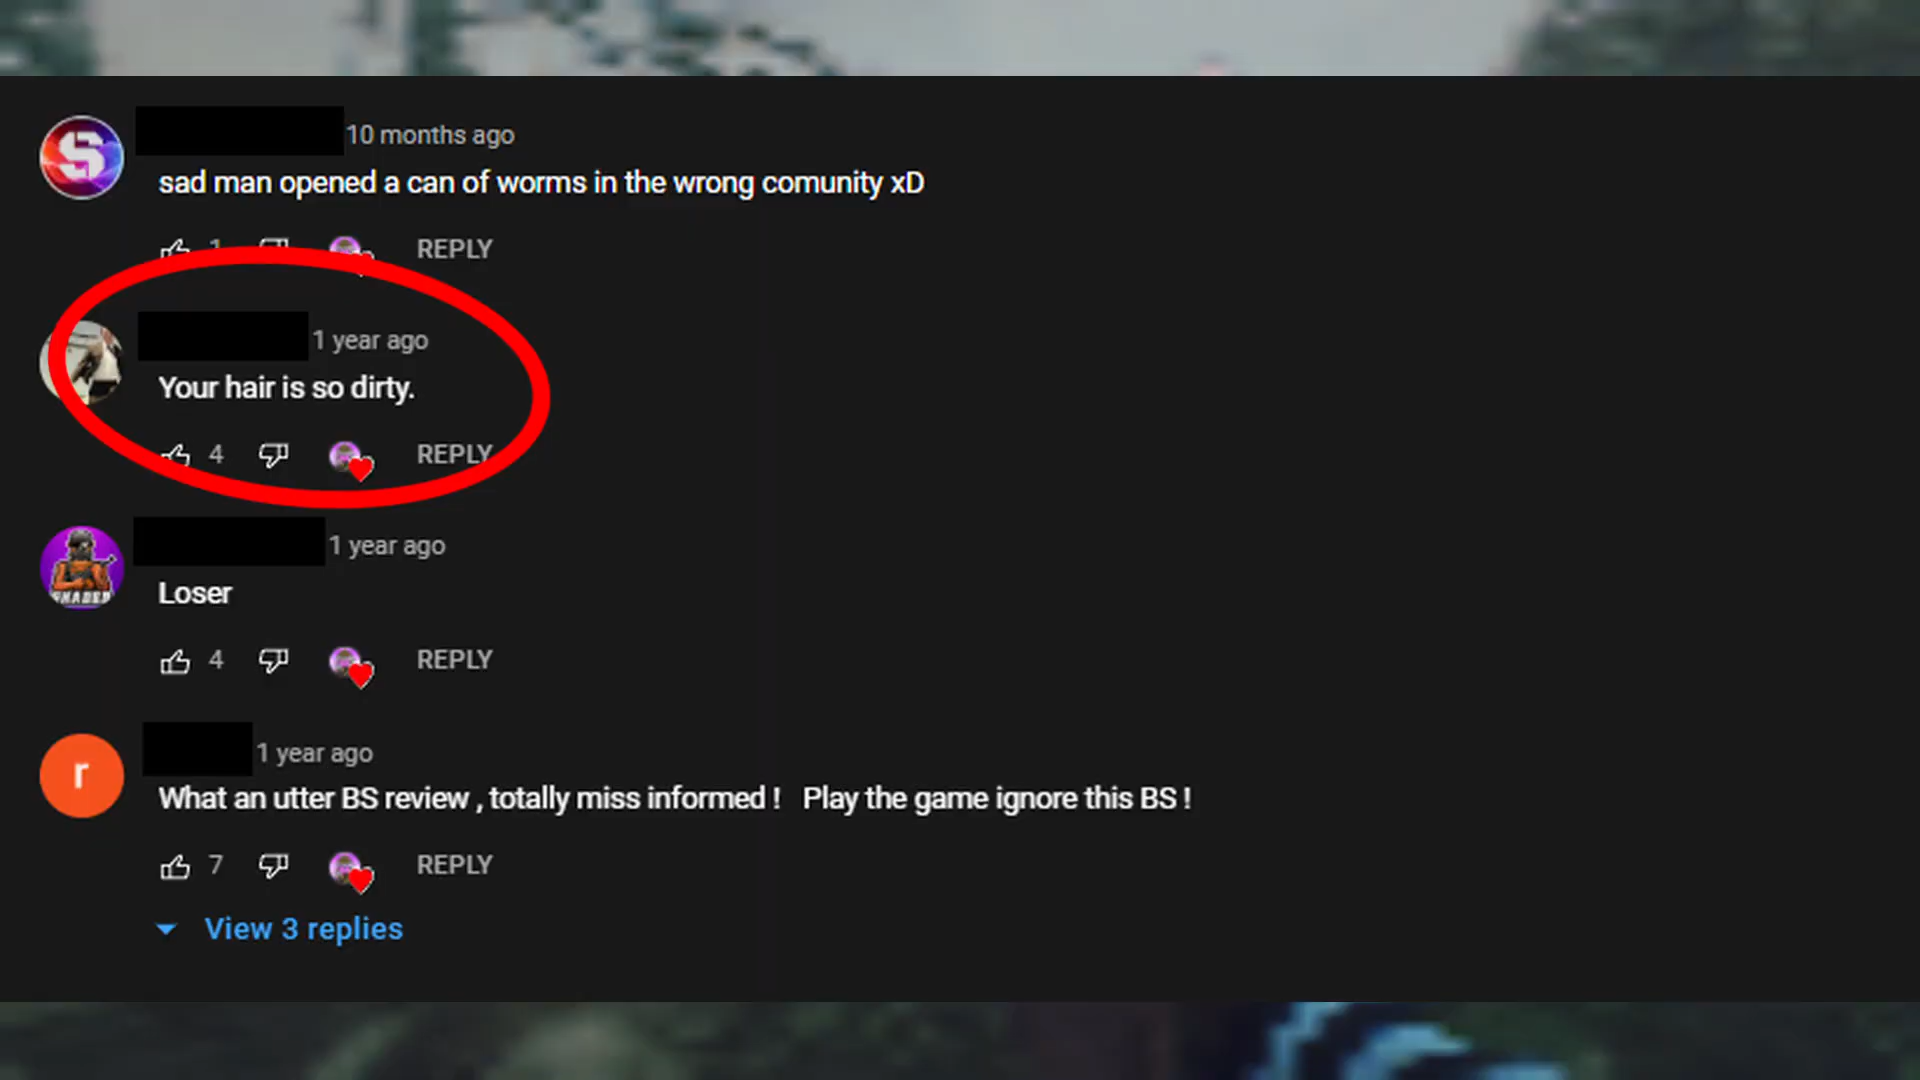 S
10 months ago
sad man opened a can of worms in the wrong comunity xD
1
REPLY
1 year ago
Your hair is so dirty.
4
REPLY
SHADED
1 year ago
Loser
4
REPLY
r
1 year ago
What an utter BS review , totally miss informed ! Play the game ignore this BS !
7
REPLY
View 3 replies